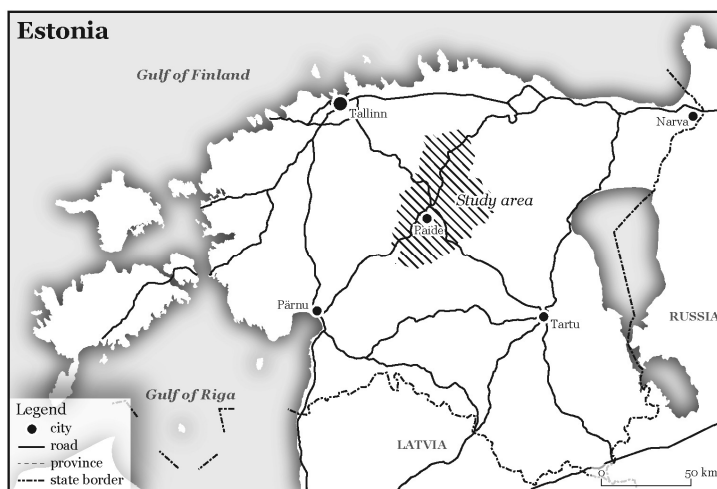 Estonia
Gulf of Finland
Tallinn
Narva
Study area
Paide
Pärnu
Tartu
RUSSIA
Gulf of Riga
LATVIA
Legend
city
road
province
state border
0 50 km